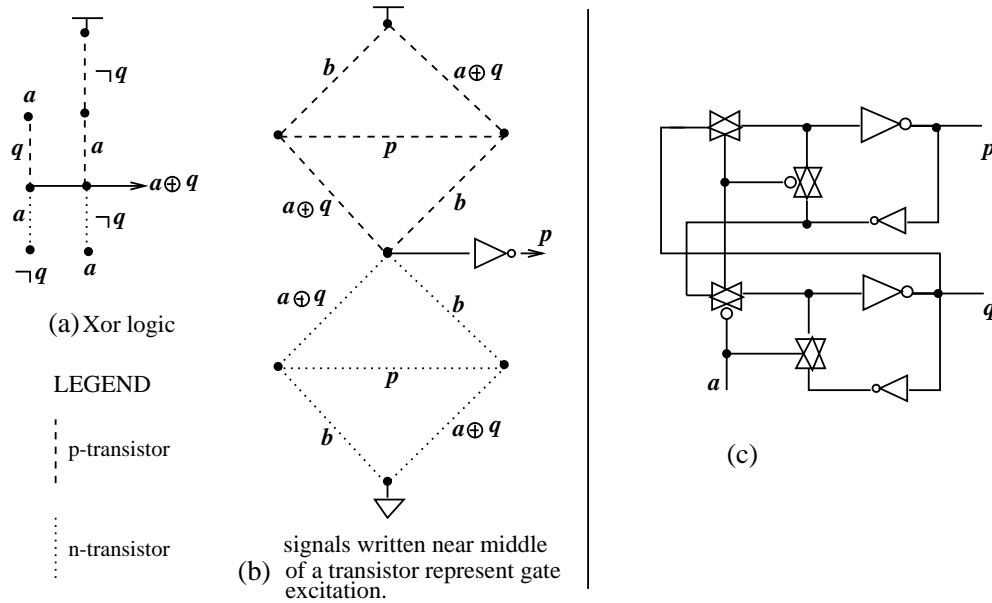 ¬q
a
q
a
a⊕q
a
¬q
¬q
a
(a) Xor logic
LEGEND
p-transistor
n-transistor
b
a⊕q
p
a⊕q
b
p
a⊕q
b
p
b
a⊕q
signals written near middle
(b) of a transistor represent gate
excitation.
p
q
a
(c)